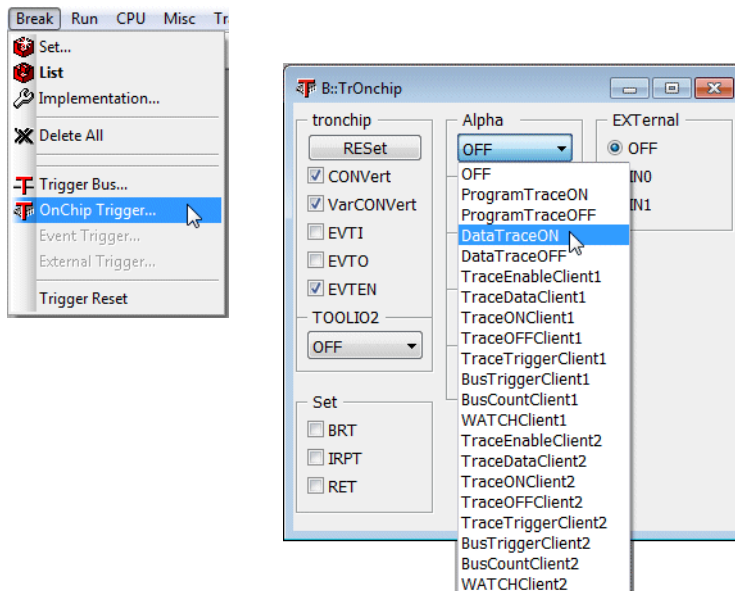 Break Run CPU Misc Tr
Set...
List
Implementation...
Delete All
Trigger Bus...
OnChip Trigger...
Event Trigger...
External Trigger...
Trigger Reset
B::TrOnchip
tronchip
RESet
CONVert
VarCONVert
EVTI
EVTO
EVTEN
TOOLIO2
OFF
Set
BRT
IRPT
RET
Alpha
OFF
OFF
ProgramTraceON
ProgramTraceOFF
DataTraceON
DataTraceOFF
TraceEnableClient1
TraceDataClient1
TraceONClient1
TraceOFFClient1
TraceTriggerClient1
BusTriggerClient1
BusCountClient1
WATCHClient1
TraceEnableClient2
TraceDataClient2
TraceONClient2
TraceOFFClient2
TraceTriggerClient2
BusTriggerClient2
BusCountClient2
WATCHClient2
EXTernal
OFF
IN0
IN1